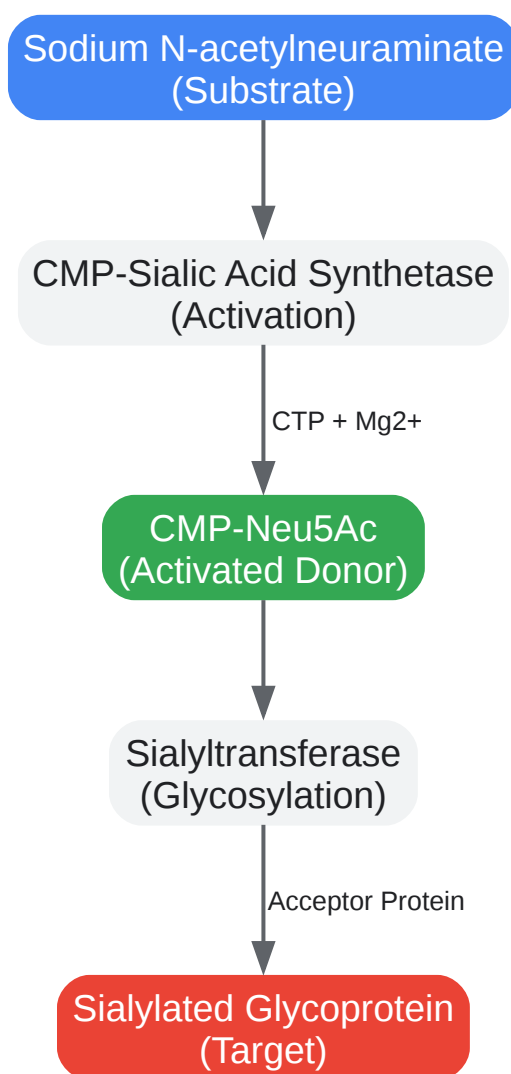 Sodium N-acetylneuraminate
(Substrate)
CMP-Sialic Acid Synthetase
(Activation)
CTP + Mg2+
CMP-Neu5Ac
(Activated Donor)
Sialyltransferase
(Glycosylation)
Acceptor Protein
Sialylated Glycoprotein
(Target)